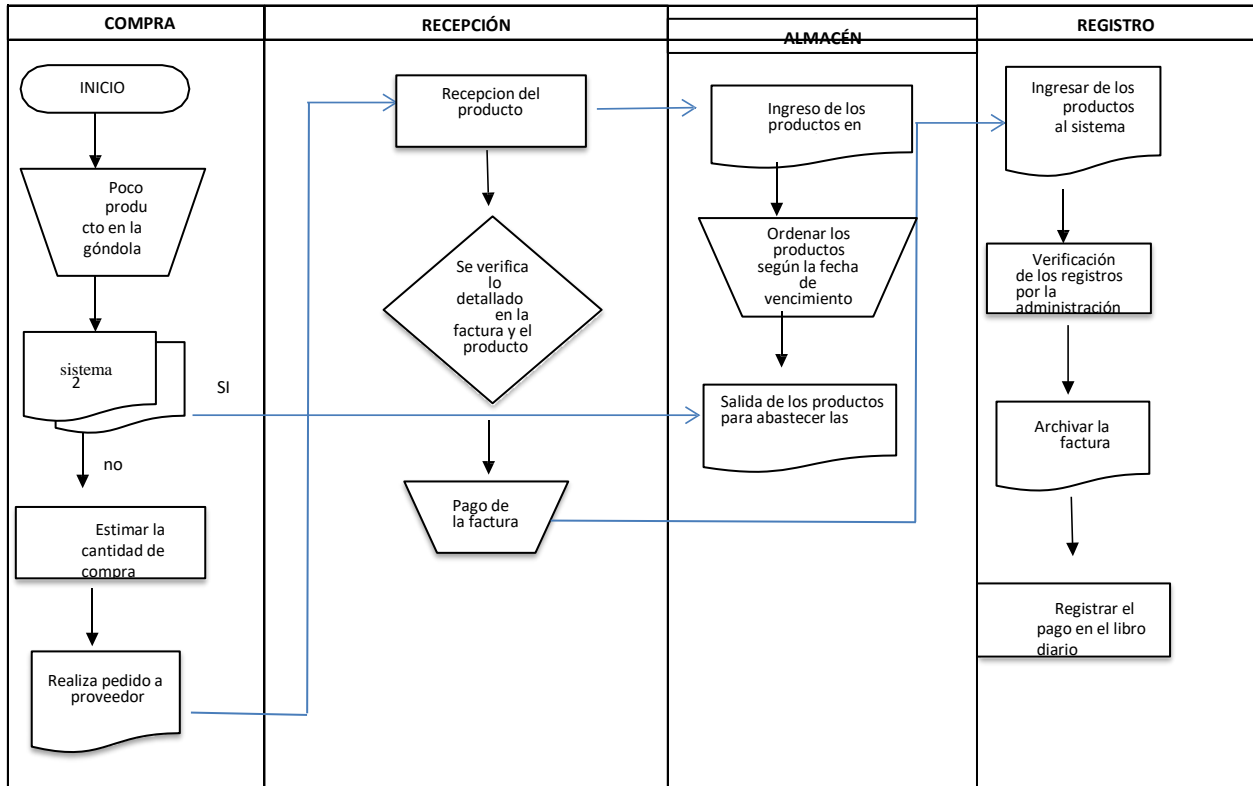 COMPRA
RECEPCIÓN
ALMACÉN
REGISTRO
INICIO
Poco
produ
cto en la
góndola
sistema
2
SI
no
Estimar la
cantidad de
compra
Realiza pedido a
proveedor
Recepcion del
producto
Se verifica
lo
detallado
en la
factura y el
producto
Pago de
la factura
Ingreso de los
productos en
Ordenar los
productos
según la fecha
de
vencimiento
Salida de los productos
para abastecer las
Ingresar de los
productos
al sistema
Verificación
de los registros
por la
administración
Archivar la
factura
Registrar el
pago en el libro
diario